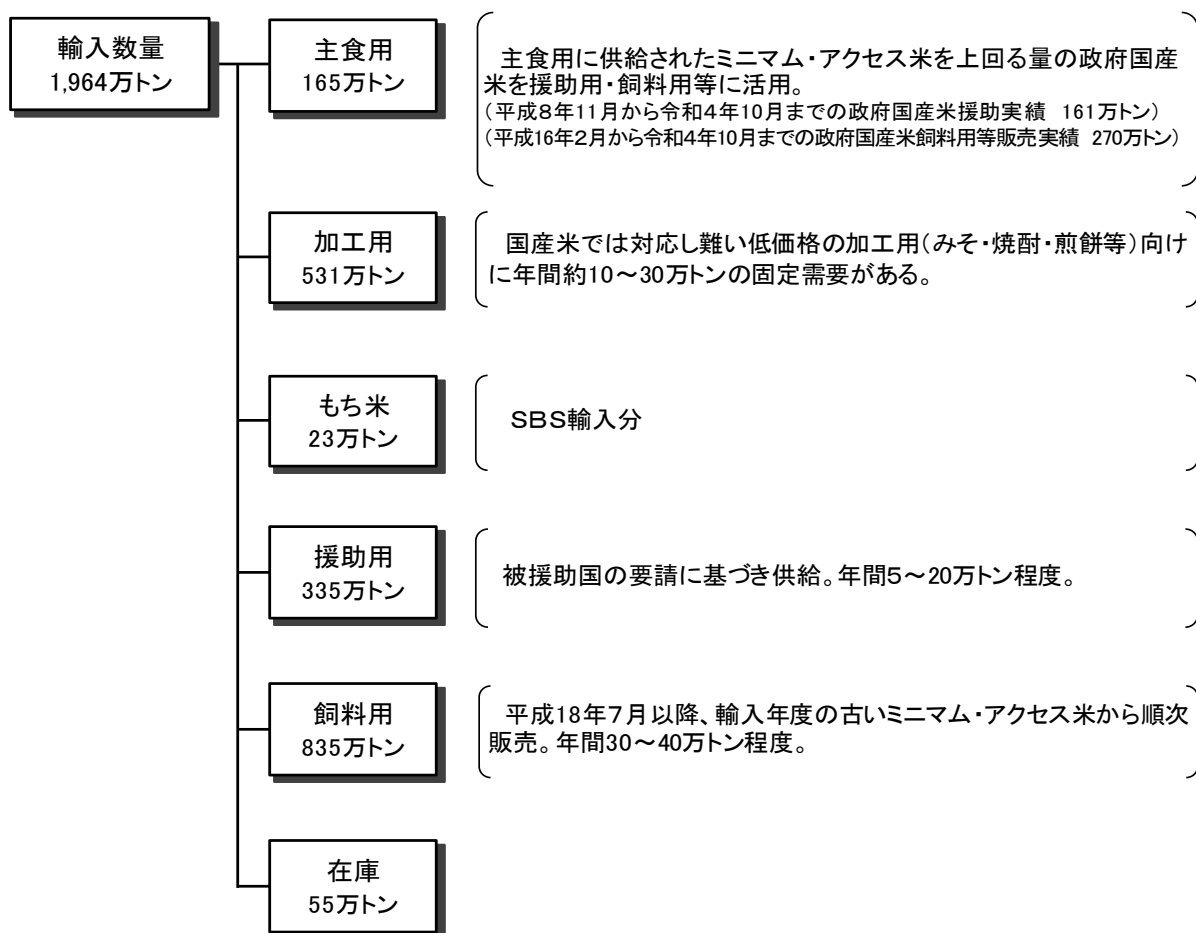 輸入数量
1,964万トン
主食用
165万トン
主食用に供給されたミニマム・アクセス米を上回る量の政府国産
米を援助用・飼料用等に活用。
(平成８年11月から令和４年10月までの政府国産米援助実績 161万トン)
(平成16年２月から令和４年10月までの政府国産米飼料用等販売実績 270万トン)
加工用
531万トン
国産米では対応し難い低価格の加工用(みそ・焼酎・煎餅等)向け
に年間約10～30万トンの固定需要がある。
もち米
23万トン
ＳＢＳ輸入分
援助用
335万トン
被援助国の要請に基づき供給。年間５～20万トン程度。
飼料用
835万トン
平成18年７月以降、輸入年度の古いミニマム・アクセス米から順次
販売。年間30～40万トン程度。
在庫
55万トン